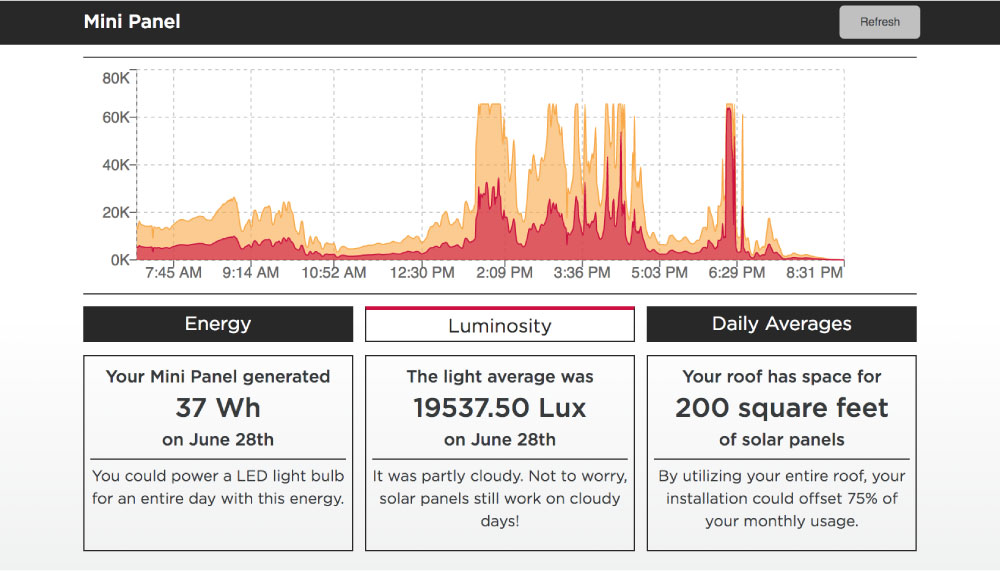 Mini Panel
Refresh
80K
60K
40K
20K
0K
7:45 AM 9:14 AM 10:52 AM 12:30 PM 2:09 PM 3:36 PM 5:03 PM 6:29 PM 8:31 PM
Energy
Luminosity
Daily Averages
Your Mini Panel generated
37 Wh
on June 28th
You could power a LED light bulb
for an entire day with this energy.
The light average was
19537.50 Lux
on June 28th
It was partly cloudy. Not to worry,
solar panels still work on cloudy
days!
Your roof has space for
200 square feet
of solar panels
By utilizing your entire roof, your
installation could offset 75% of
your monthly usage.